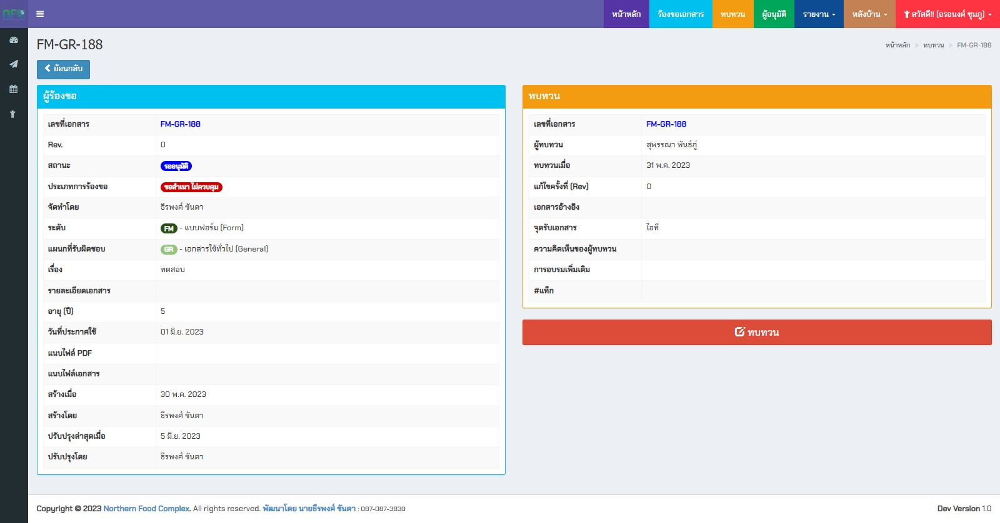 NFC
หน้าหลัก ร้องขอเอกสาร ทบทวน ผู้อนุมัติ รายงาน หลังบ้าน สวัสดี!! (อรอนงค์ ชุมภู)
FM-GR-188
หน้าหลัก > ทบทวน > FM-GR-188
ย้อนกลับ
ผู้ร้องขอ
เลขที่เอกสาร FM-GR-188
Rev. 0
สถานะ รออนุมัติ
ประเภทการร้องขอ ขอสำเนา ไม่ควบคุม
จัดทำโดย ธีรพงศ์ ขันตา
ระดับ FM - แบบฟอร์ม (Form)
แผนกที่รับผิดชอบ GR - เอกสารใช้ทั่วไป (General)
เรื่อง ทดสอบ
รายละเอียดเอกสาร
อายุ (ปี) 5
วันที่ประกาศใช้ 01 มิ.ย. 2023
แนบไฟล์ PDF
แนบไฟล์เอกสาร
สร้างเมื่อ 30 พ.ค. 2023
สร้างโดย ธีรพงศ์ ขันตา
ปรับปรุงล่าสุดเมื่อ 5 มิ.ย. 2023
ปรับปรุงโดย ธีรพงศ์ ขันตา
ทบทวน
เลขที่เอกสาร FM-GR-188
ผู้ทบทวน สุพรรณา พันธ์ภู่
ทบทวนเมื่อ 31 พ.ค. 2023
แก้ไขครั้งที่ (Rev) 0
เอกสารอ้างอิง
จุดรับเอกสาร ไอที
ความคิดเห็นของผู้ทบทวน
การอบรมเพิ่มเติม
#แท็ก
ทบทวน
Copyright © 2023 Northern Food Complex. All rights reserved. พัฒนาโดย นายธีรพงศ์ ขันตา : 087-087-3830
Dev Version 1.0